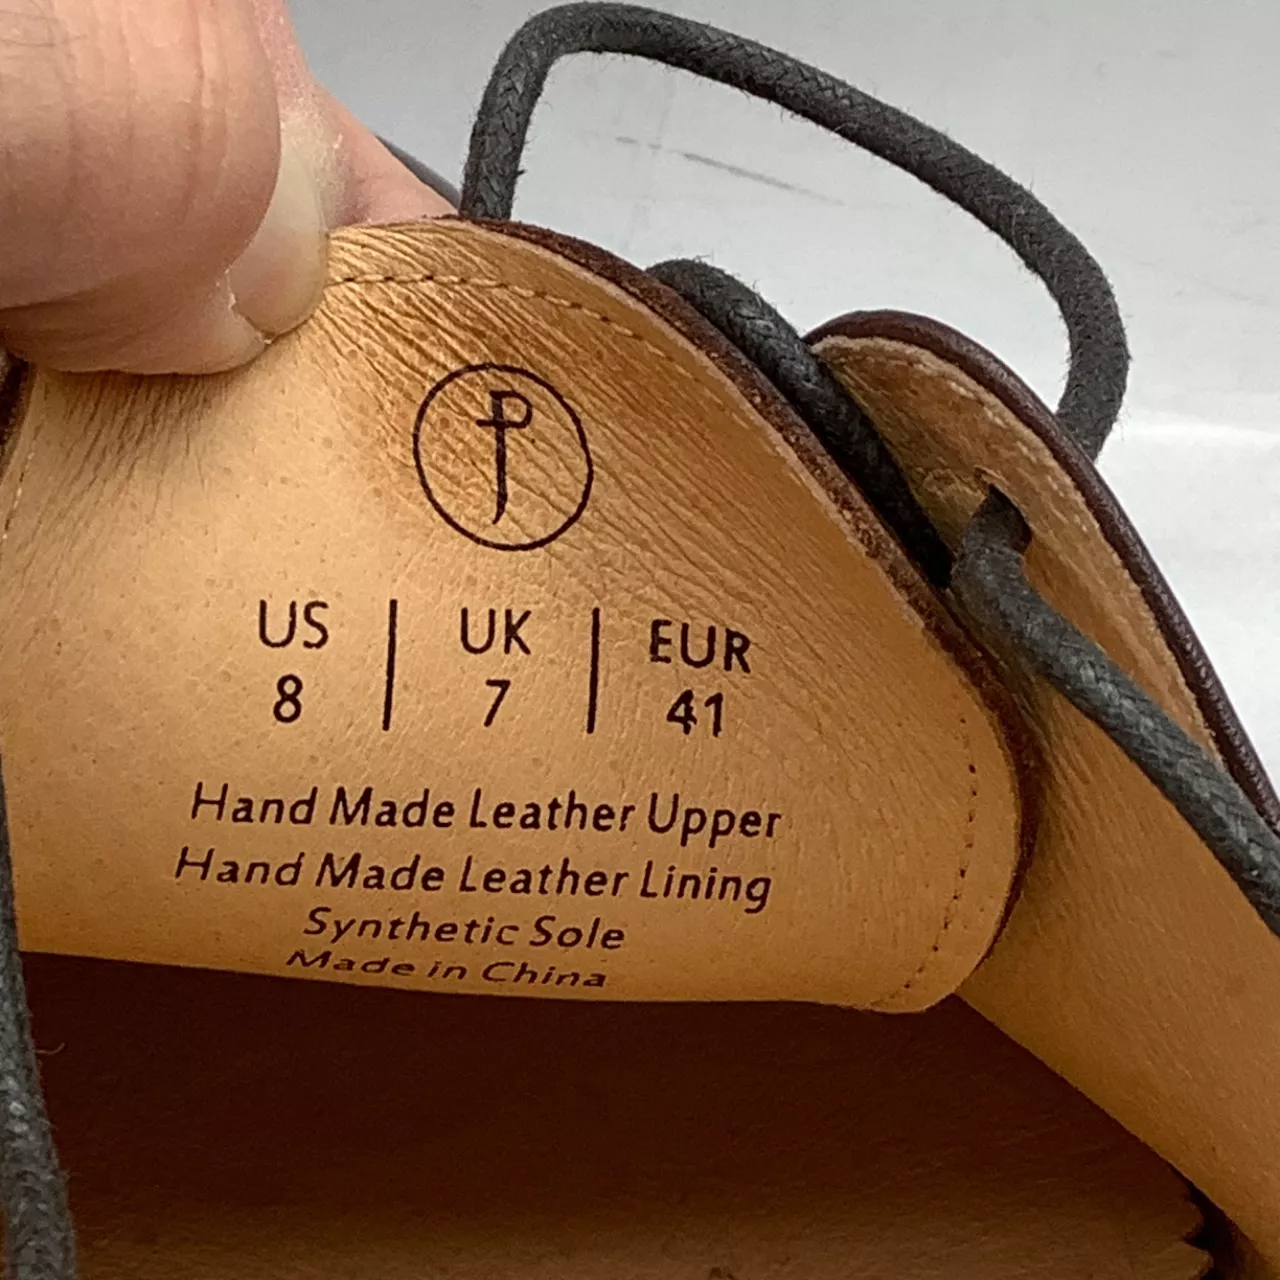 US | UK | EUR
8 | 7 | 41
Hand Made Leather Upper
Hand Made Leather Lining
Synthetic Sole
Made in China